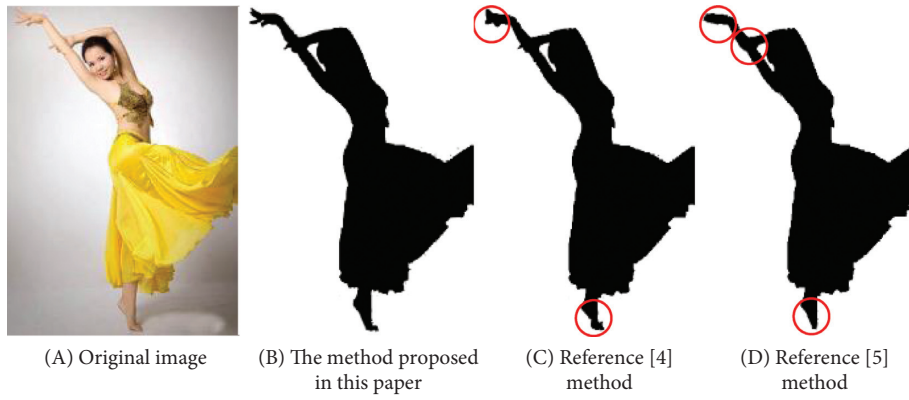 (A) Original image
(B) The method proposed
in this paper
(C) Reference [4]
method
(D) Reference [5]
method